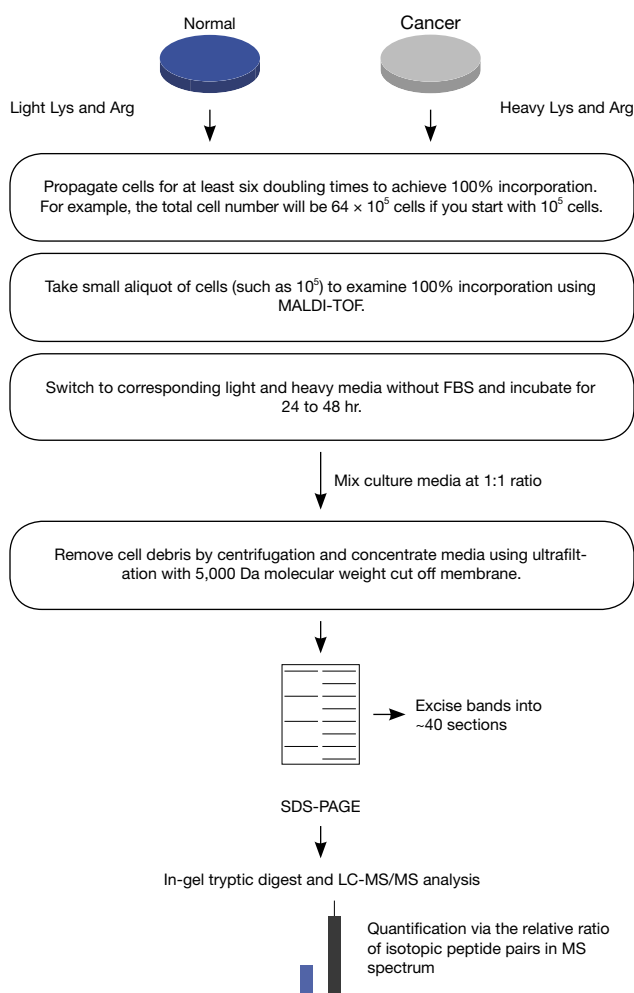 Normal
Cancer
Light Lys and Arg
Heavy Lys and Arg
Propagate cells for at least six doubling times to achieve 100% incorporation.
For example, the total cell number will be 64 × 10⁵ cells if you start with 10⁵ cells.
Take small aliquot of cells (such as 10⁵) to examine 100% incorporation using
MALDI-TOF.
Switch to corresponding light and heavy media without FBS and incubate for
24 to 48 hr.
Mix culture media at 1:1 ratio
Remove cell debris by centrifugation and concentrate media using ultrafilt-
ation with 5,000 Da molecular weight cut off membrane.
Excise bands into
~40 sections
SDS-PAGE
In-gel tryptic digest and LC-MS/MS analysis
Quantification via the relative ratio
of isotopic peptide pairs in MS
spectrum